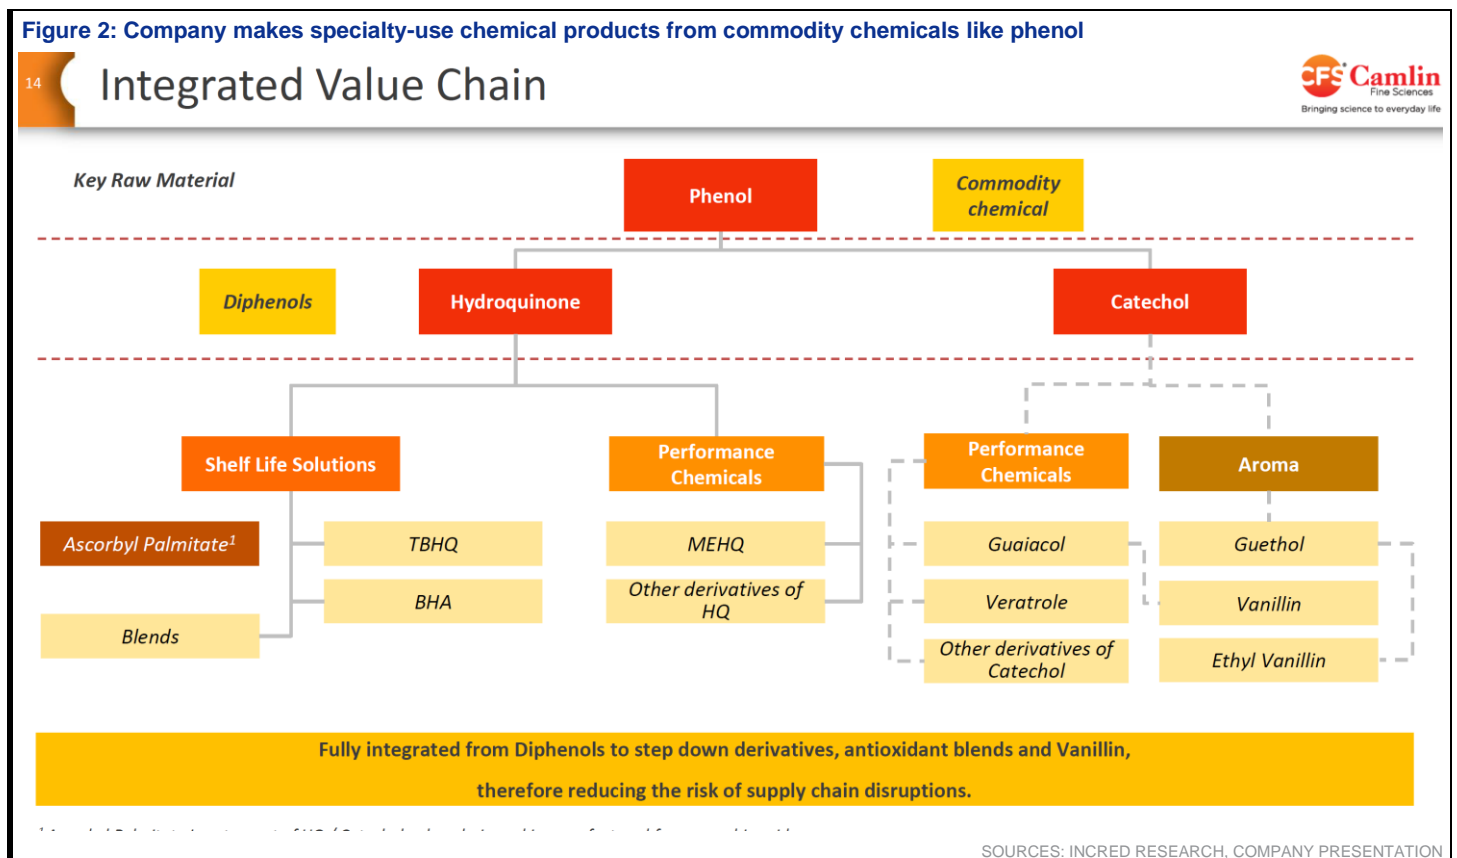 Figure 2: Company makes specialty-use chemical products from commodity chemicals like phenol
14
Integrated Value Chain
CFS Camlin
Fine Sciences
Bringing science to everyday life
Key Raw Material
Phenol
Commodity
chemical
Diphenols
Hydroquinone
Catechol
Shelf Life Solutions
Performance
Chemicals
Performance
Chemicals
Aroma
Ascorbyl Palmitate¹
TBHQ
MEHQ
Guaiacol
Guethol
BHA
Other derivatives of
HQ
Veratrole
Vanillin
Blends
Other derivatives of
Catechol
Ethyl Vanillin
Fully integrated from Diphenols to step down derivatives, antioxidant blends and Vanillin,
therefore reducing the risk of supply chain disruptions.
SOURCES: INCRED RESEARCH, COMPANY PRESENTATION